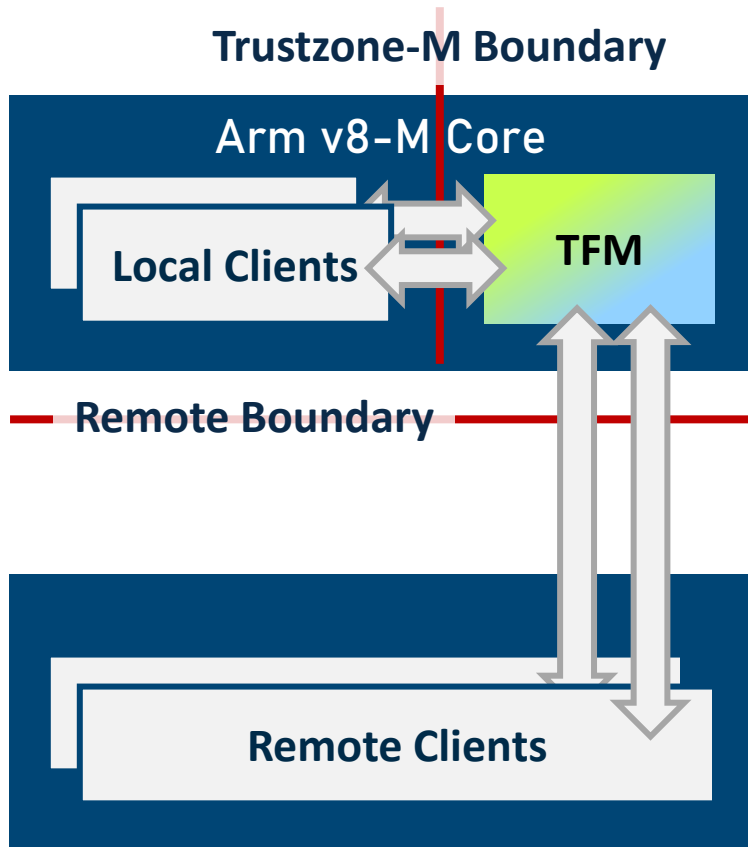 Trustzone-M Boundary
Arm v8-M Core
Local Clients
TFM
Remote Boundary
Remote Clients